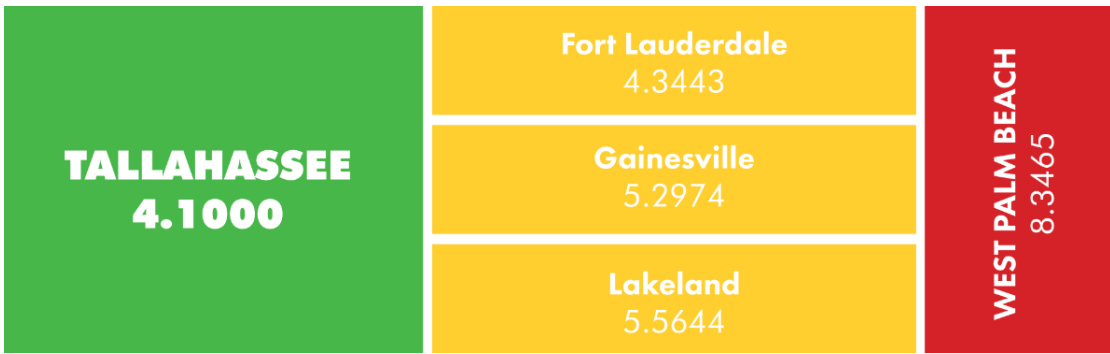 TALLAHASSEE
4.1000
Fort Lauderdale
4.3443
Gainesville
5.2974
Lakeland
5.5644
WEST PALM BEACH
8.3465